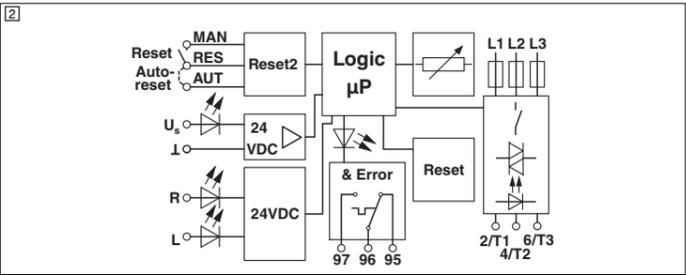 2
MAN
Reset
RES
Auto-
reset
AUT
Reset2
Logic
µP
L1 L2 L3
Us
24
VDC
⊥
R
24VDC
L
& Error
Reset
97 96 95
2/T1 6/T3
4/T2